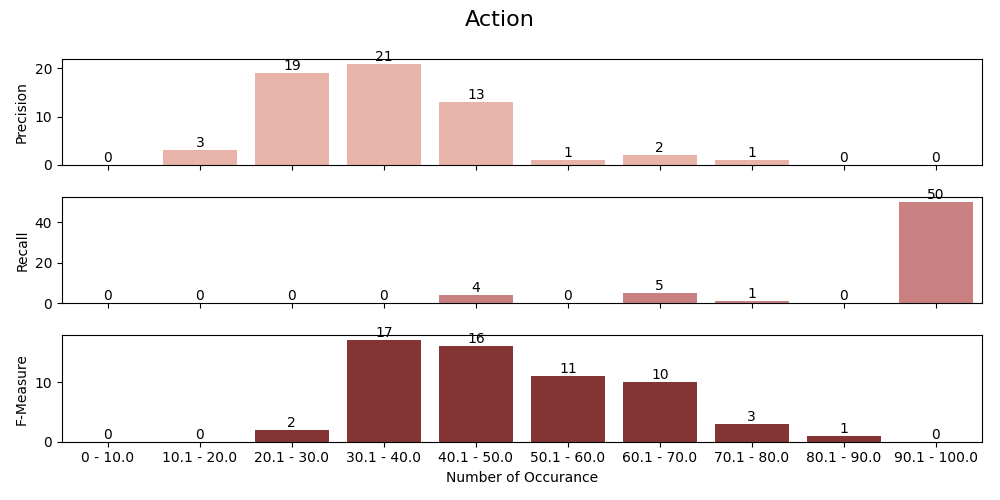 Action
Precision
20
10
0
0 3 19 21 13 1 2 1 0 0
Recall
40
20
0
0 0 0 0 4 0 5 1 0 50
F-Measure
10
0
0 0 2 17 16 11 10 3 1 0
0 - 10.0 10.1 - 20.0 20.1 - 30.0 30.1 - 40.0 40.1 - 50.0 50.1 - 60.0 60.1 - 70.0 70.1 - 80.0 80.1 - 90.0 90.1 - 100.0
Number of Occurance